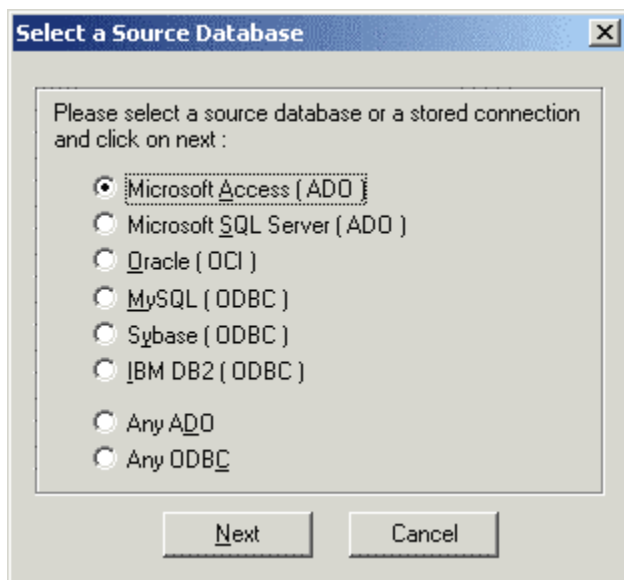 Select a Source Database
Please select a source database or a stored connection
and click on next :
Microsoft Access ( ADO )
Microsoft SQL Server ( ADO )
Oracle ( OCI )
MySQL ( ODBC )
Sybase ( ODBC )
IBM DB2 ( ODBC )
Any ADO
Any ODBC
Next Cancel